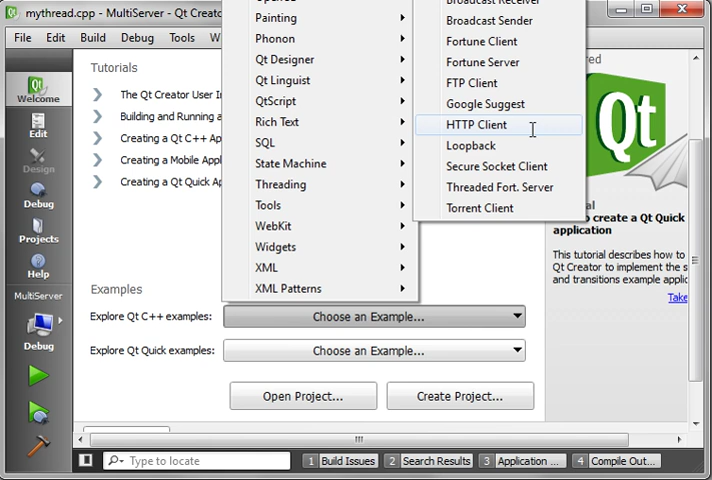 mythread.cpp - MultiServer - Qt Creator
File
Edit
Build
Debug
Tools
Welcome
Edit
Design
Debug
Projects
Help
MultiServer
Debug
Tutorials
The Qt Creator User In
Building and Running a
Creating a Qt C++ Appl
Creating a Mobile Appl
Creating a Qt Quick Ap
Painting
Phonon
Qt Designer
Qt Linguist
QtScript
Rich Text
SQL
State Machine
Threading
Tools
WebKit
Widgets
XML
XML Patterns
Broadcast Receiver
Broadcast Sender
Fortune Client
Fortune Server
FTP Client
Google Suggest
HTTP Client
Loopback
Secure Socket Client
Threaded Fort. Server
Torrent Client
Qt
to create a Qt Quick
application
This tutorial describes how to
Qt Creator to implement the s
and transitions example applic
Take
Examples
Explore Qt C++ examples:
Choose an Example...
Explore Qt Quick examples:
Choose an Example...
Open Project...
Create Project...
Type to locate
1 Build Issues
2 Search Results
3 Application ...
4 Compile Out...